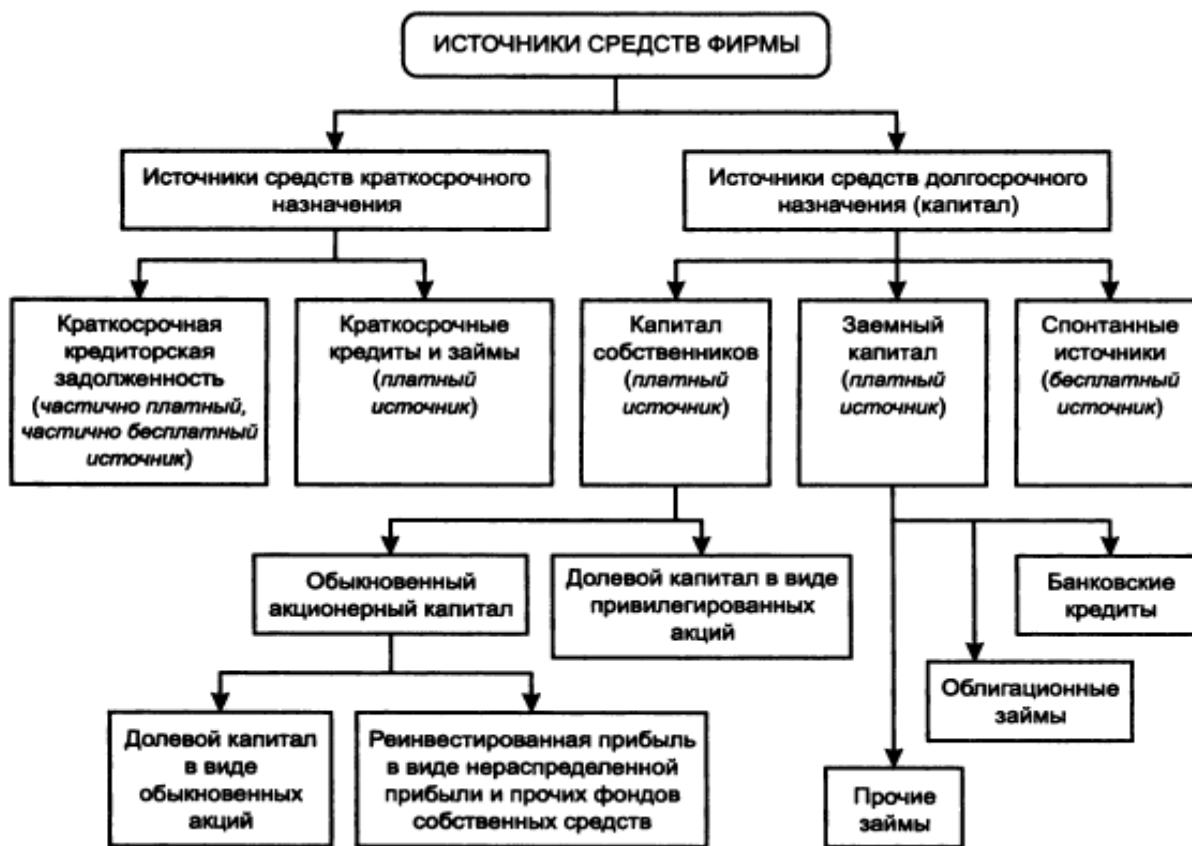 ИСТОЧНИКИ СРЕДСТВ ФИРМЫ
Источники средств краткосрочного
назначения
Источники средств долгосрочного
назначения (капитал)
Краткосрочная
кредиторская
задолженность
(частично платный,
частично бесплатный
источник)
Краткосрочные
кредиты и займы
(платный
источник)
Капитал
собственников
(платный
источник)
Заемный
капитал
(платный
источник)
Спонтанные
источники
(бесплатный
источник)
Обыкновенный
акционерный капитал
Долевой капитал в виде
привилегированных
акций
Банковские
кредиты
Облигационные
займы
Долевой капитал
в виде
обыкновенных
акций
Реинвестированная прибыль
в виде нераспределенной
прибыли и прочих фондов
собственных средств
Прочие
займы